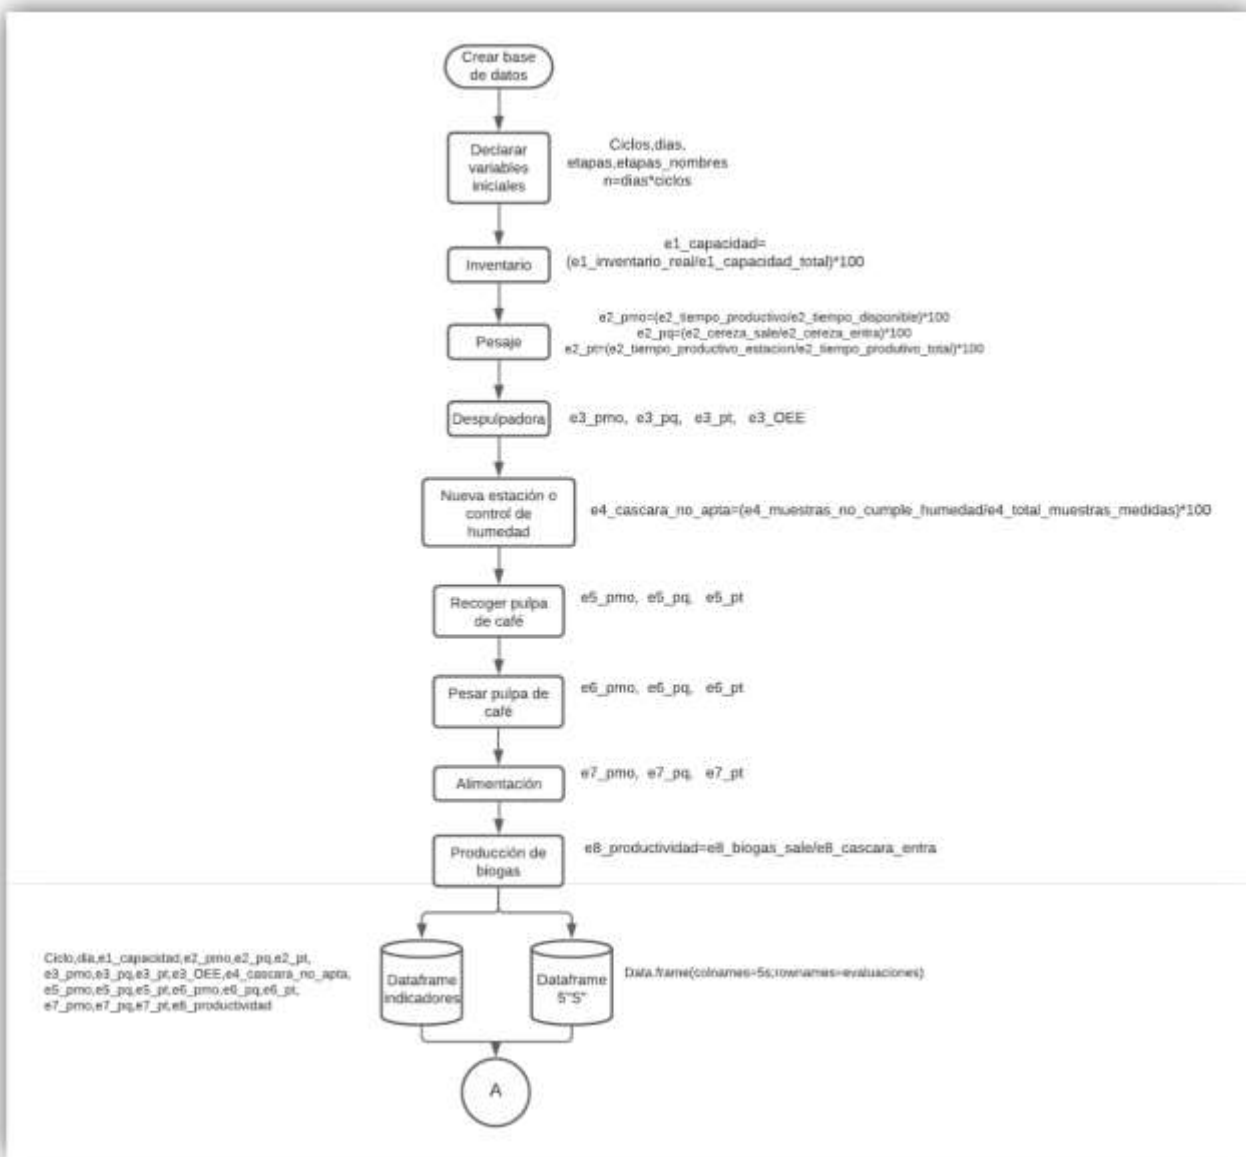 Crear base
de datos
Declarar
variables
iniciales
Ciclos,dias,
etapas,etapas_nombres
n=dias*ciclos
Inventario
e1_capacidad=
(e1_inventario_real/e1_capacidad_total)*100
Pesaje
e2_pmo=(e2_tiempo_productivo/e2_tiempo_disponible)*100
e2_pq=(e2_cereza_sale/e2_cereza_entra)*100
e2_pt=(e2_tiempo_productivo_estacion/e2_tiempo_produtivo_total)*100
Despulpadora
e3_pmo, e3_pq, e3_pt, e3_OEE
Nueva estación o
control de
humedad
e4_cascara_no_apta=(e4_muestras_no_cumple_humedad/e4_total_muestras_medidas)*100
Recoger pulpa
de café
e5_pmo, e5_pq, e5_pt
Pesar pulpa de
café
e6_pmo, e6_pq, e6_pt
Alimentación
e7_pmo, e7_pq, e7_pt
Producción de
biogas
e8_productividad=e8_biogas_sale/e8_cascara_entra
Ciclo,dia,e1_capacidad,e2_pmo,e2_pq,e2_pt,
e3_pmo,e3_pq,e3_pt,e3_OEE,e4_cascara_no_apta,
e5_pmo,e5_pq,e5_pt,e6_pmo,e6_pq,e6_pt,
e7_pmo,e7_pq,e7_pt,e8_productividad
Dataframe
indicadores
Dataframe
5"S"
Data.frame(colnames=5s;rownames=evaluaciones)
A